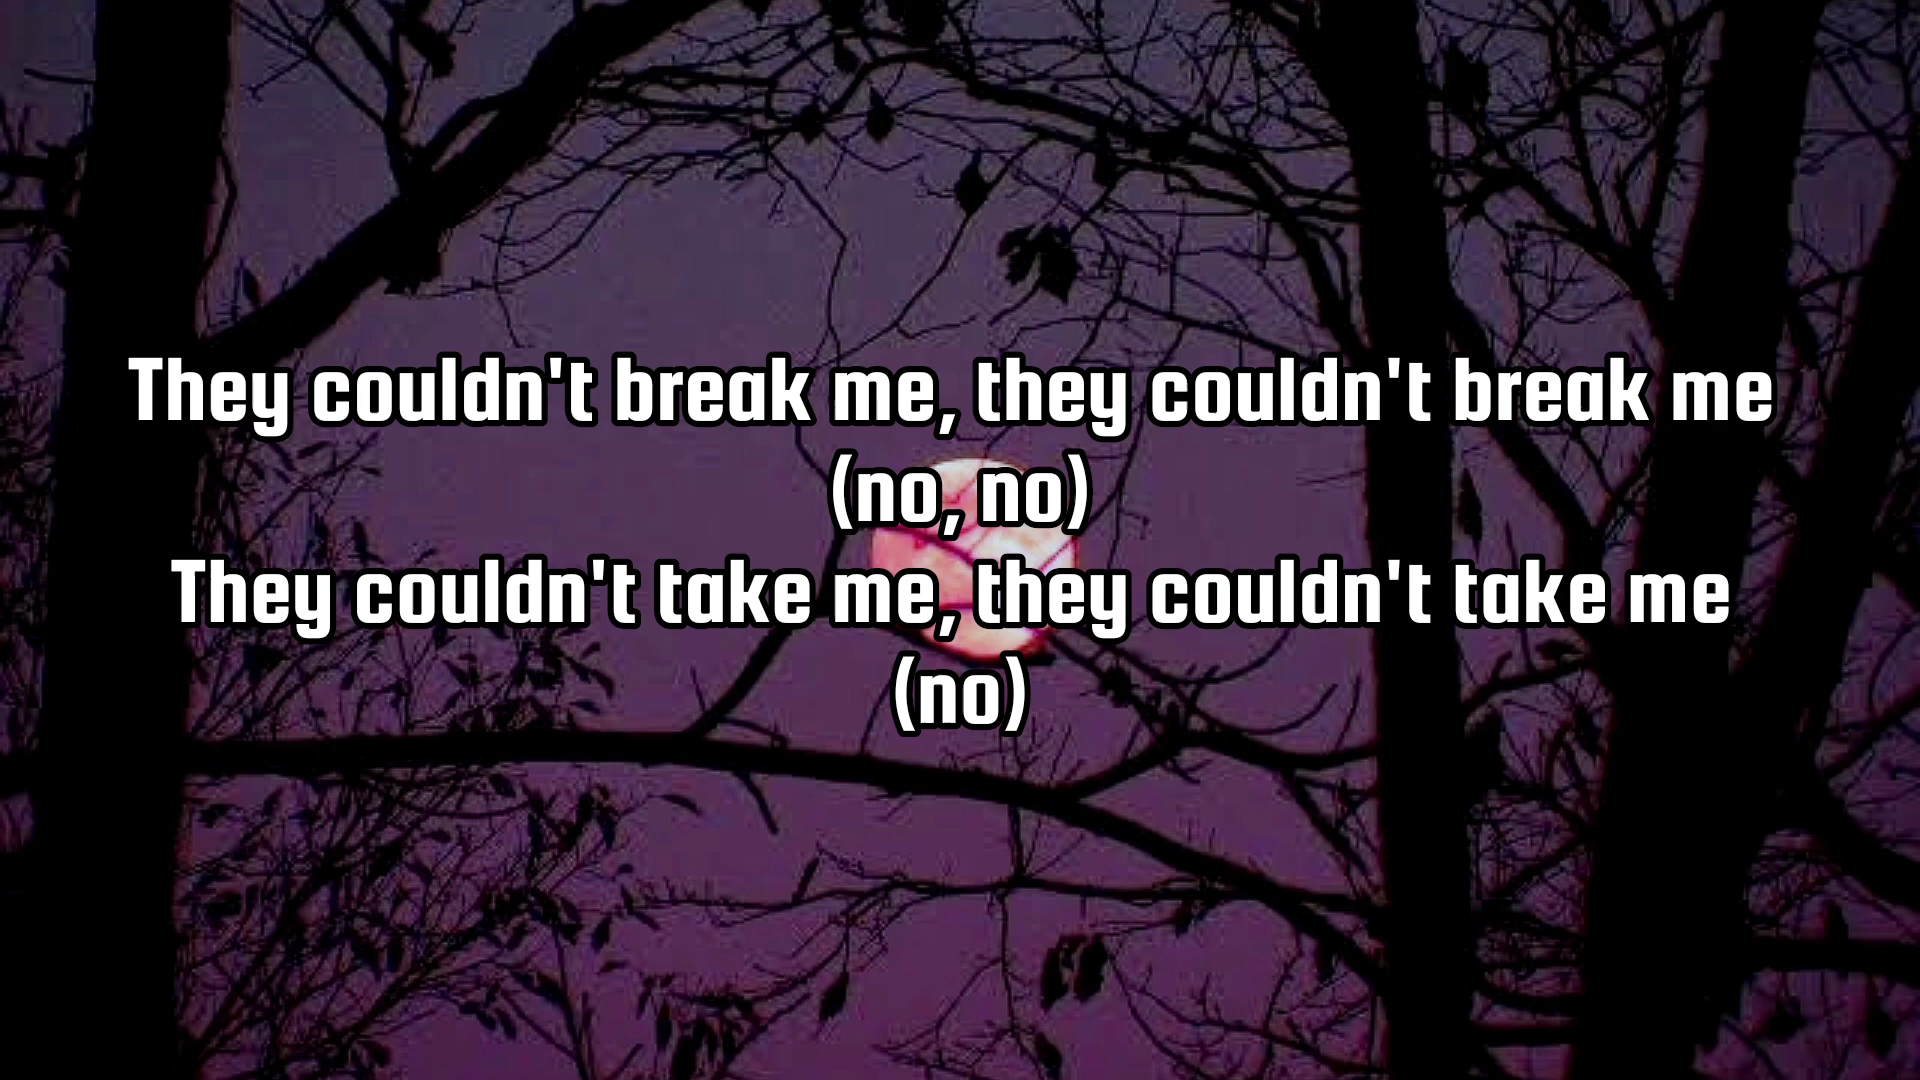 They couldn't break me, they couldn't break me
(no, no)
They couldn't take me, they couldn't take me
(no)